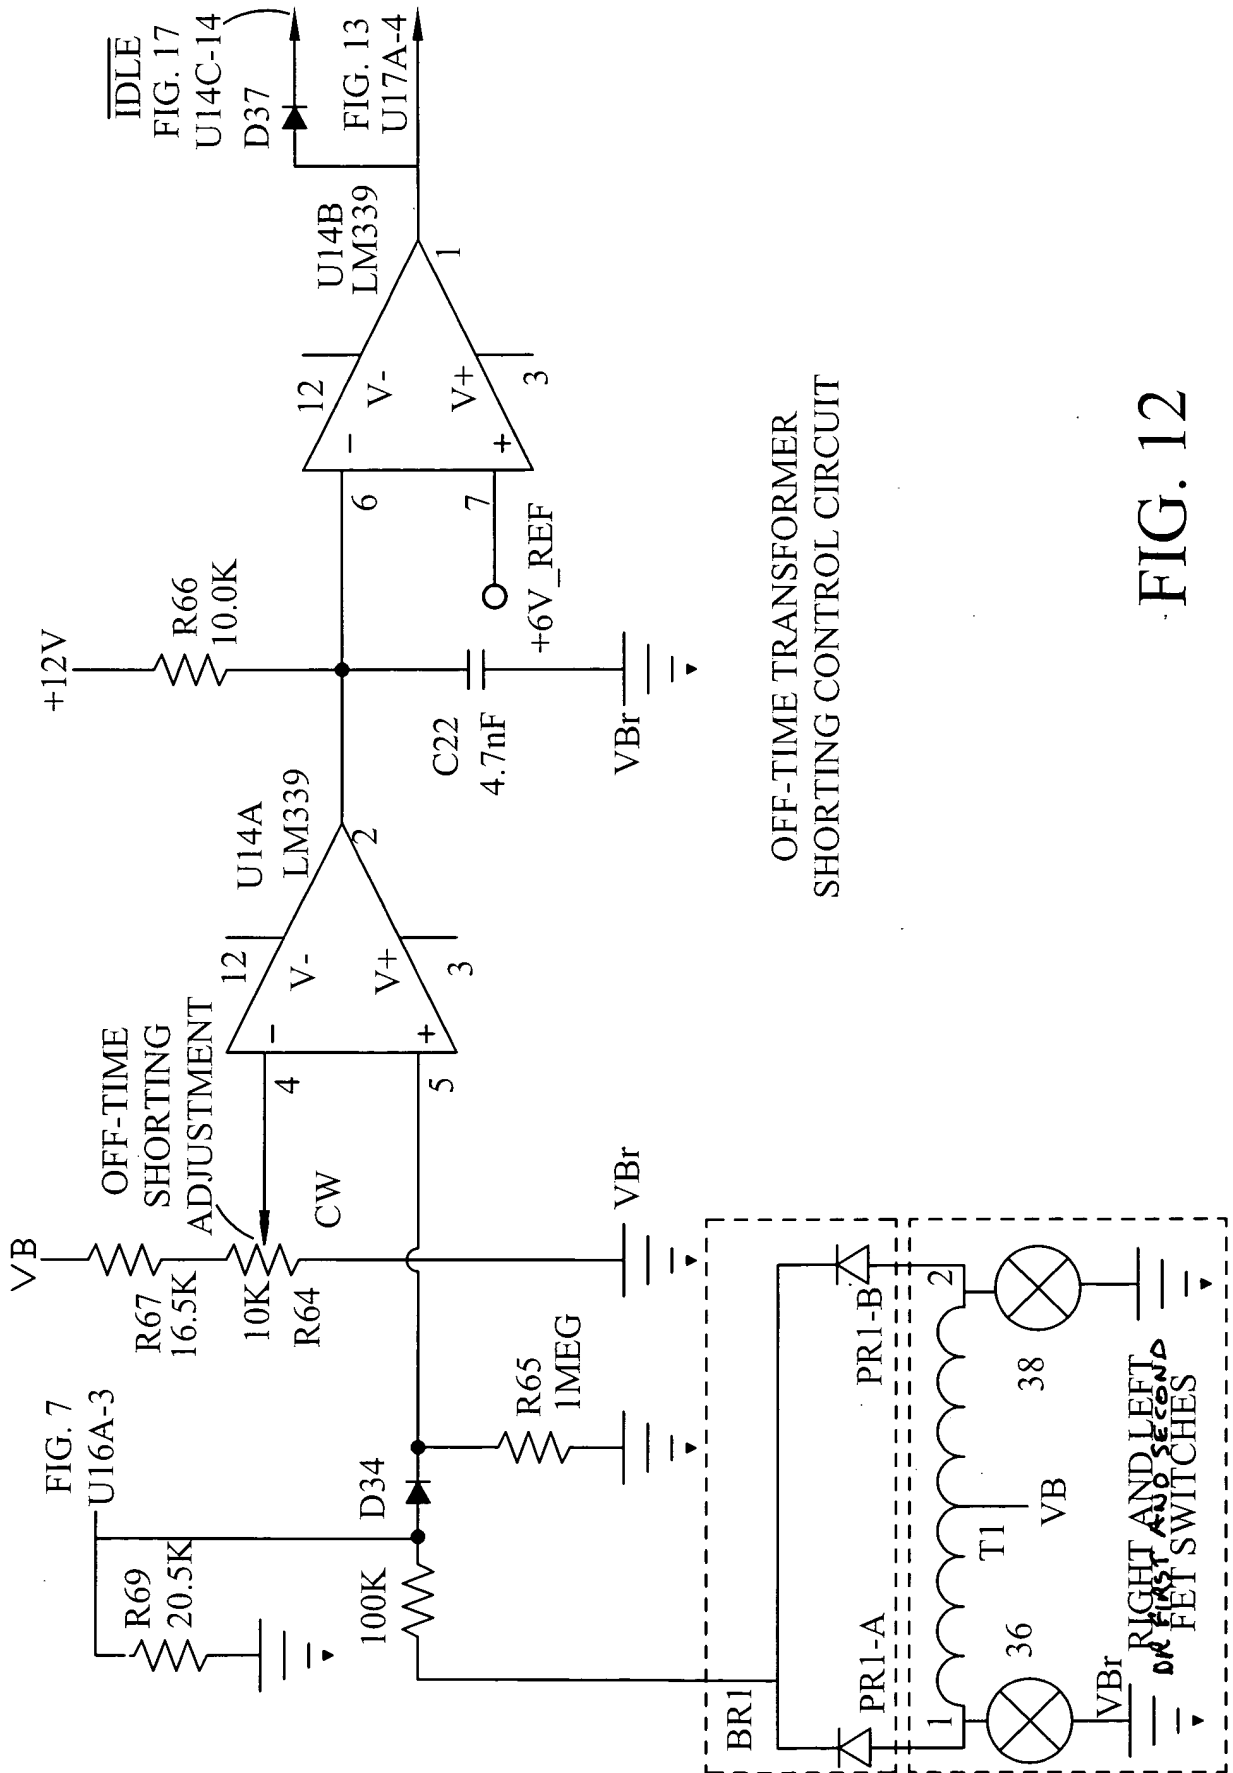 FIG. 7
U16A-3
R69
20.5K
100K
D34
R65
1MEG
VB
R67
16.5K
10K
R64
CW
OFF-TIME
SHORTING
ADJUSTMENT
VBr
4
5
−
+
12
V-
V+
3
U14A
LM339
2
+12V
R66
10.0K
C22
4.7nF
VBr
6
7
+6V_REF
−
+
12
V-
V+
3
U14B
LM339
1
D37
IDLE
FIG. 17
U14C-14
FIG. 13
U17A-4
BR1
PR1-A
PR1-B
1
2
36
38
T1
VB
VBr
RIGHT AND LEFT
OR FIRST AND SECOND
FET SWITCHES
OFF-TIME TRANSFORMER
SHORTING CONTROL CIRCUIT
FIG. 12